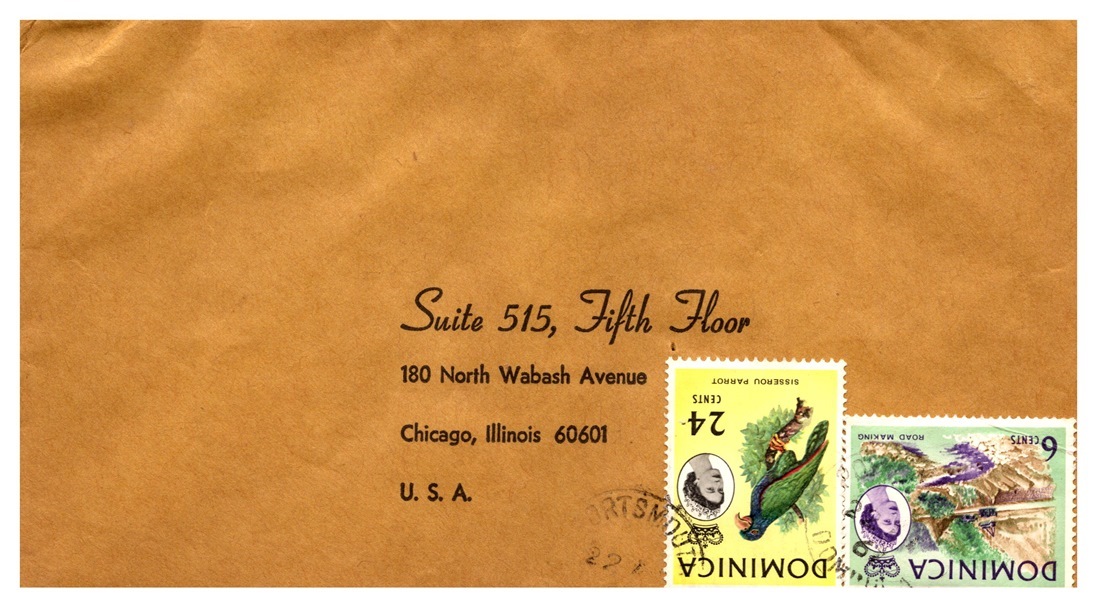 Suite 515, Fifth Floor
180 North Wabash Avenue
Chicago, Illinois 60601
U. S. A.
SISSEROU PARROT
24
CENTS
DOMINICA
6
CENTS
ROAD MAKING
DOMINICA